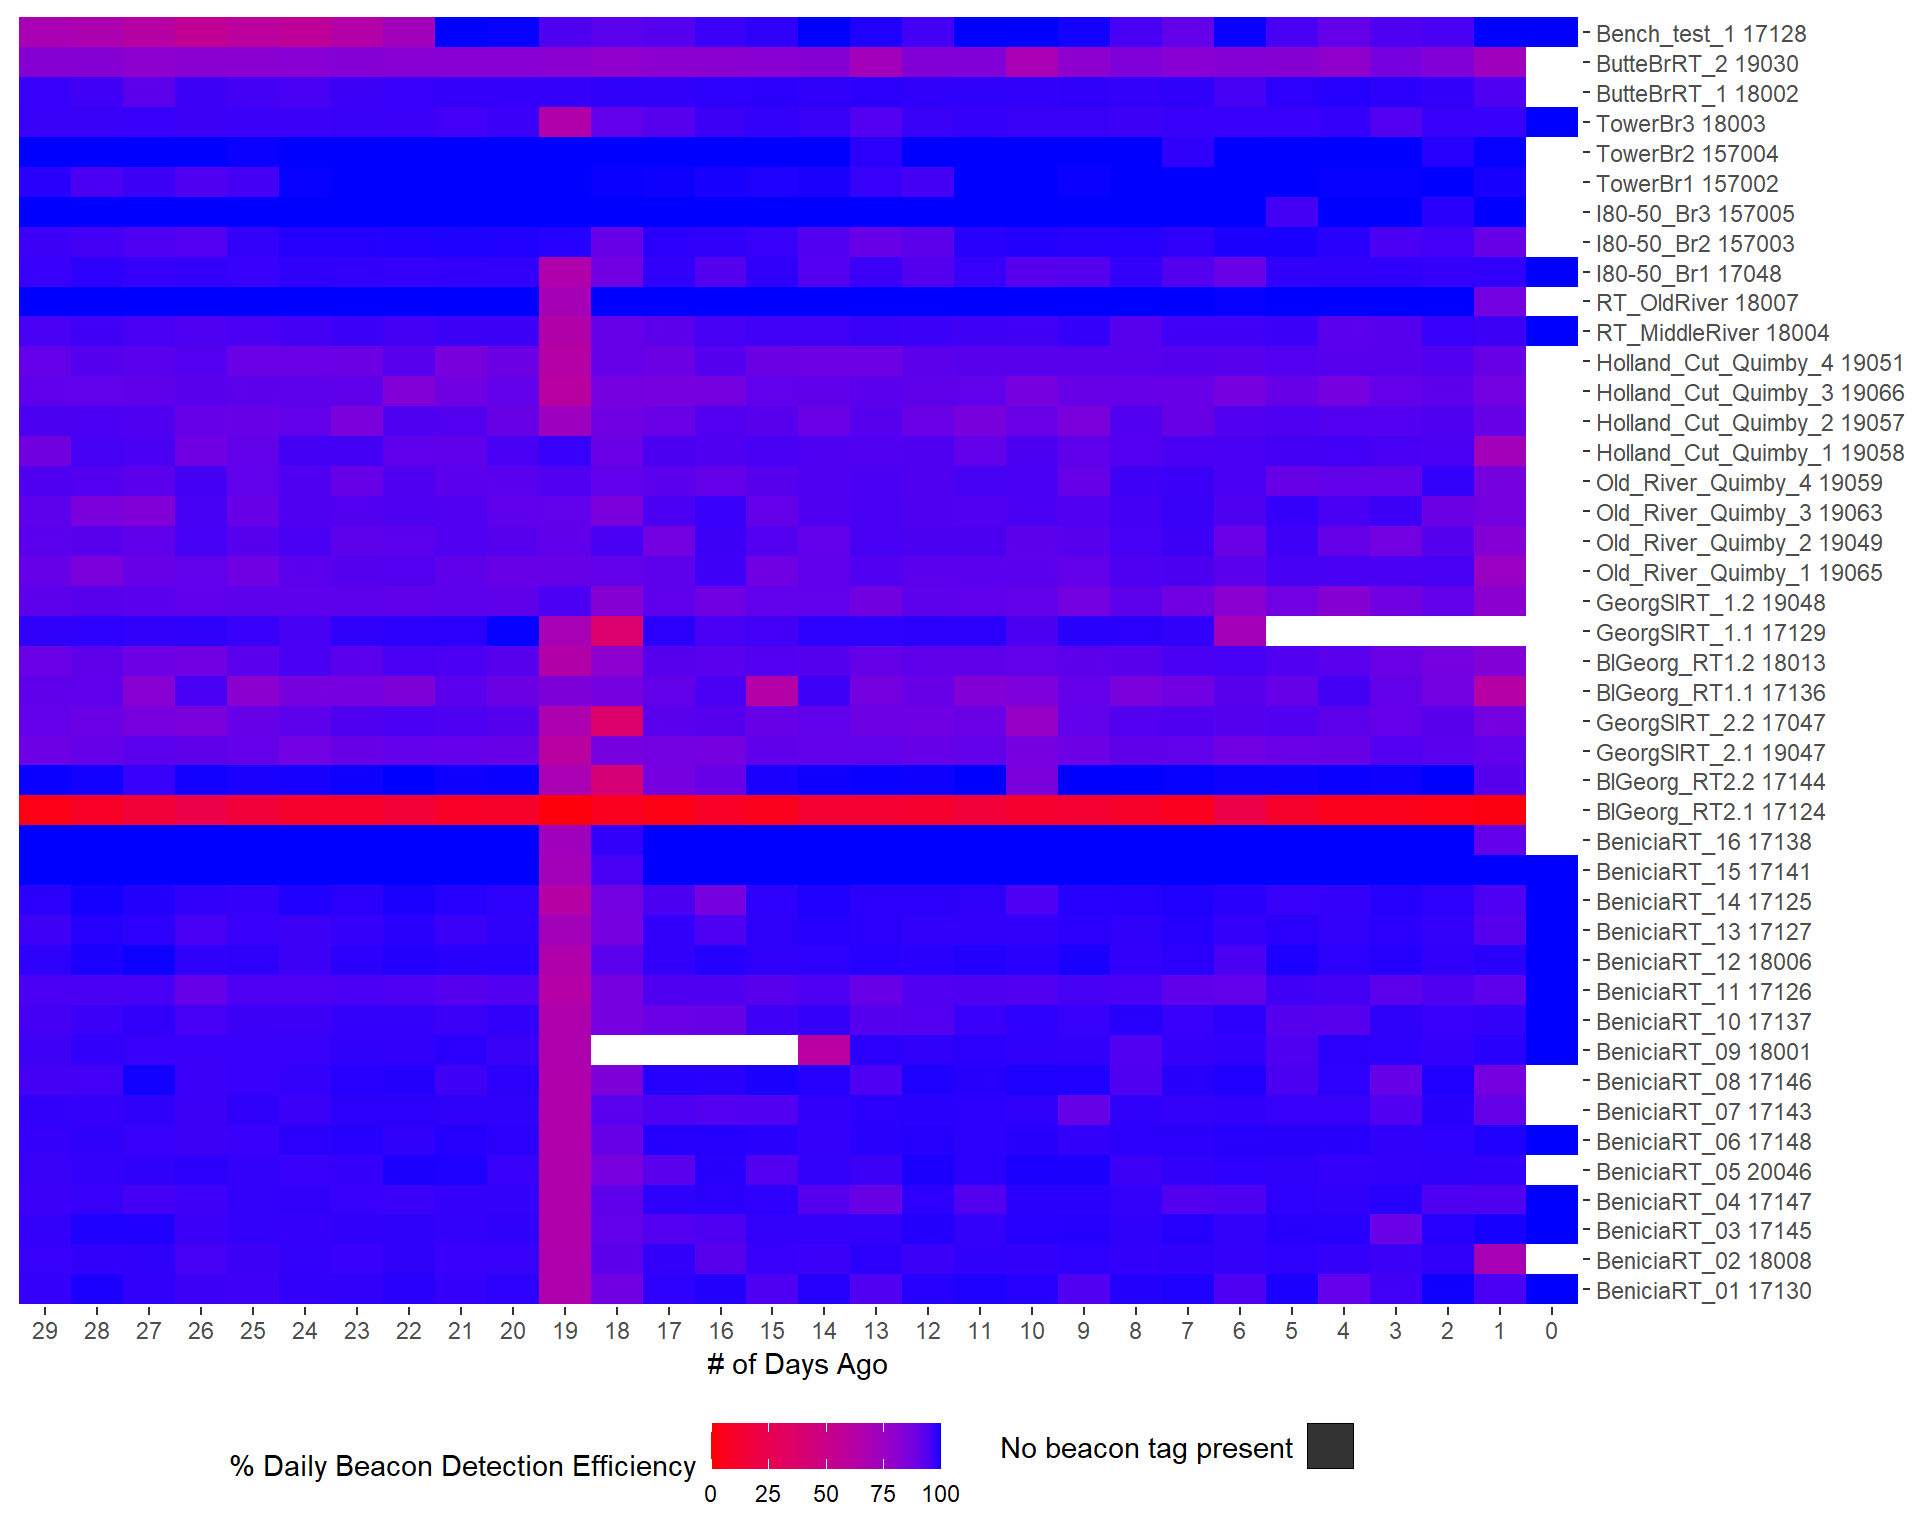 Bench_test_1 17128
ButteBrRT_2 19030
ButteBrRT_1 18002
TowerBr3 18003
TowerBr2 157004
TowerBr1 157002
I80-50_Br3 157005
I80-50_Br2 157003
I80-50_Br1 17048
RT_OldRiver 18007
RT_MiddleRiver 18004
Holland_Cut_Quimby_4 19051
Holland_Cut_Quimby_3 19066
Holland_Cut_Quimby_2 19057
Holland_Cut_Quimby_1 19058
Old_River_Quimby_4 19059
Old_River_Quimby_3 19063
Old_River_Quimby_2 19049
Old_River_Quimby_1 19065
GeorgSlRT_1.2 19048
GeorgSlRT_1.1 17129
BlGeorg_RT1.2 18013
BlGeorg_RT1.1 17136
GeorgSlRT_2.2 17047
GeorgSlRT_2.1 19047
BlGeorg_RT2.2 17144
BlGeorg_RT2.1 17124
BeniciaRT_16 17138
BeniciaRT_15 17141
BeniciaRT_14 17125
BeniciaRT_13 17127
BeniciaRT_12 18006
BeniciaRT_11 17126
BeniciaRT_10 17137
BeniciaRT_09 18001
BeniciaRT_08 17146
BeniciaRT_07 17143
BeniciaRT_06 17148
BeniciaRT_05 20046
BeniciaRT_04 17147
BeniciaRT_03 17145
BeniciaRT_02 18008
BeniciaRT_01 17130
29 28 27 26 25 24 23 22 21 20 19 18 17 16 15 14 13 12 11 10 9 8 7 6 5 4 3 2 1 0
# of Days Ago
% Daily Beacon Detection Efficiency
0 25 50 75 100
No beacon tag present